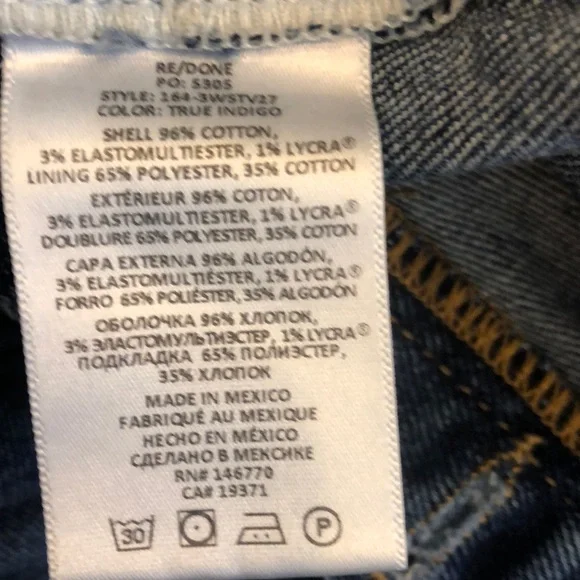 RE/DONE
PO: 5305
STYLE: 164-3WSTV27
COLOR: TRUE INDIGO
SHELL 96% COTTON,
3% ELASTOMULTIESTER, 1% LYCRA®
LINING 65% POLYESTER, 35% COTTON
EXTÉRIEUR 96% COTON,
3% ELASTOMULTIESTER, 1% LYCRA®
DOUBLURE 65% POLYESTER, 35% COTON
CAPA EXTERNA 96% ALGODÓN,
3% ELASTOMULTIÉSTER, 1% LYCRA®
FORRO 65% POLIÉSTER, 35% ALGODÓN
ОБОЛОЧКА 96% ХЛОПОК,
3% ЭЛАСТОМУЛЬТИЭСТЕР, 1% LYCRA®
ПОДКЛАДКА 65% ПОЛИЭСТЕР,
35% ХЛОПОК
MADE IN MEXICO
FABRIQUÉ AU MEXIQUE
HECHO EN MÉXICO
СДЕЛАНО В МЕКСИКЕ
RN# 146770
CA# 19371
30 P